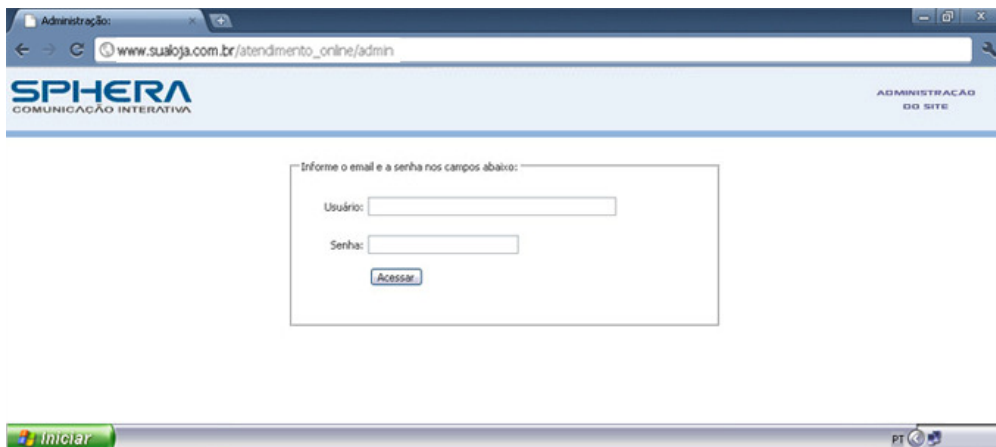 Administração:
www.sualoja.com.br/atendimento_online/admin
SPHERA
COMUNICAÇÃO INTERATIVA
ADMINISTRAÇÃO
DO SITE
Informe o email e a senha nos campos abaixo:
Usuário:
Senha:
Acessar
Iniciar
PT